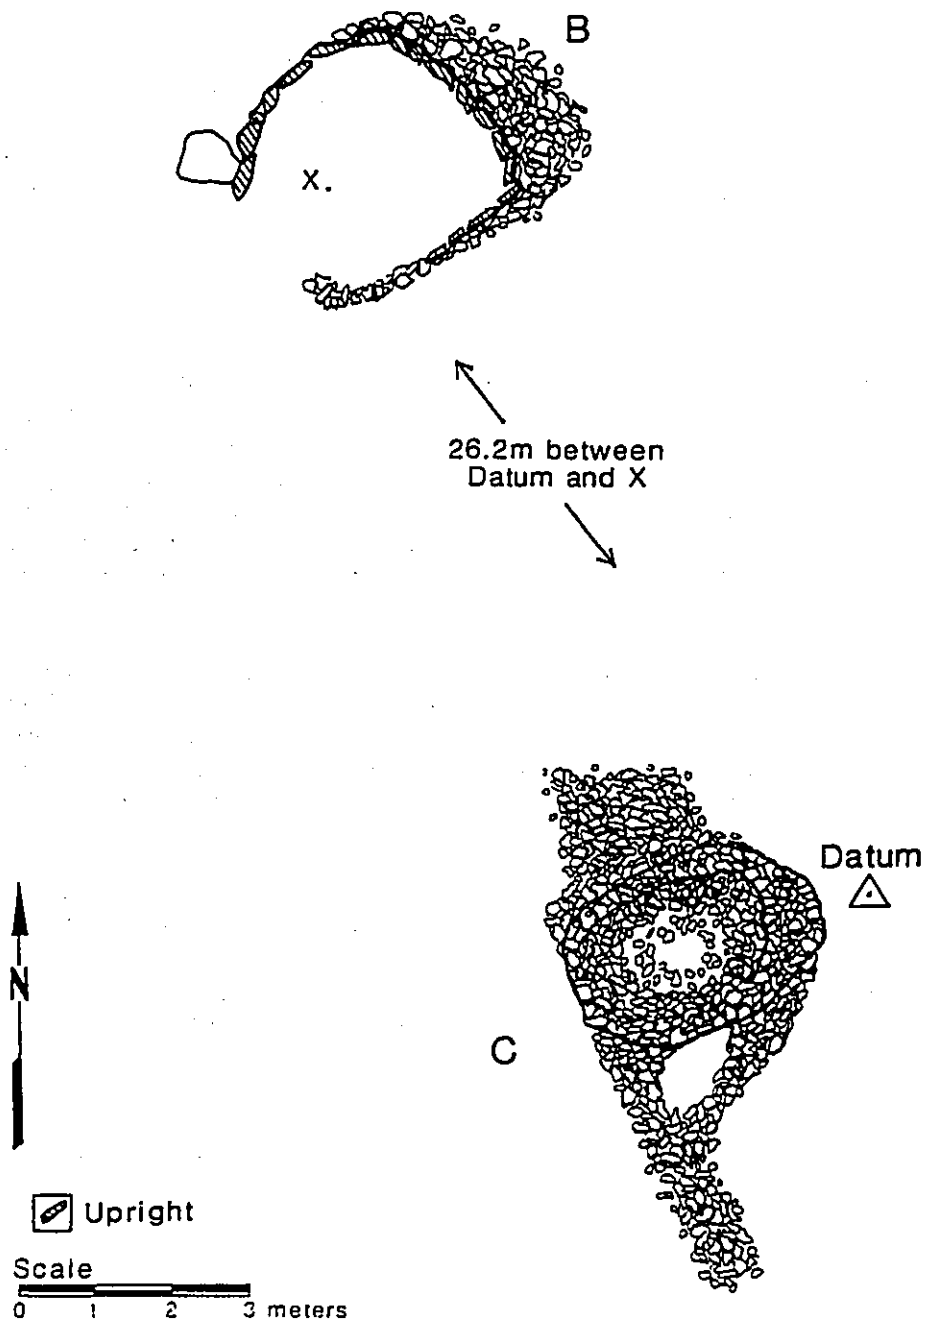 B
X.
26.2m between
Datum and X
Datum
N
C
Upright
Scale
0 1 2 3 meters